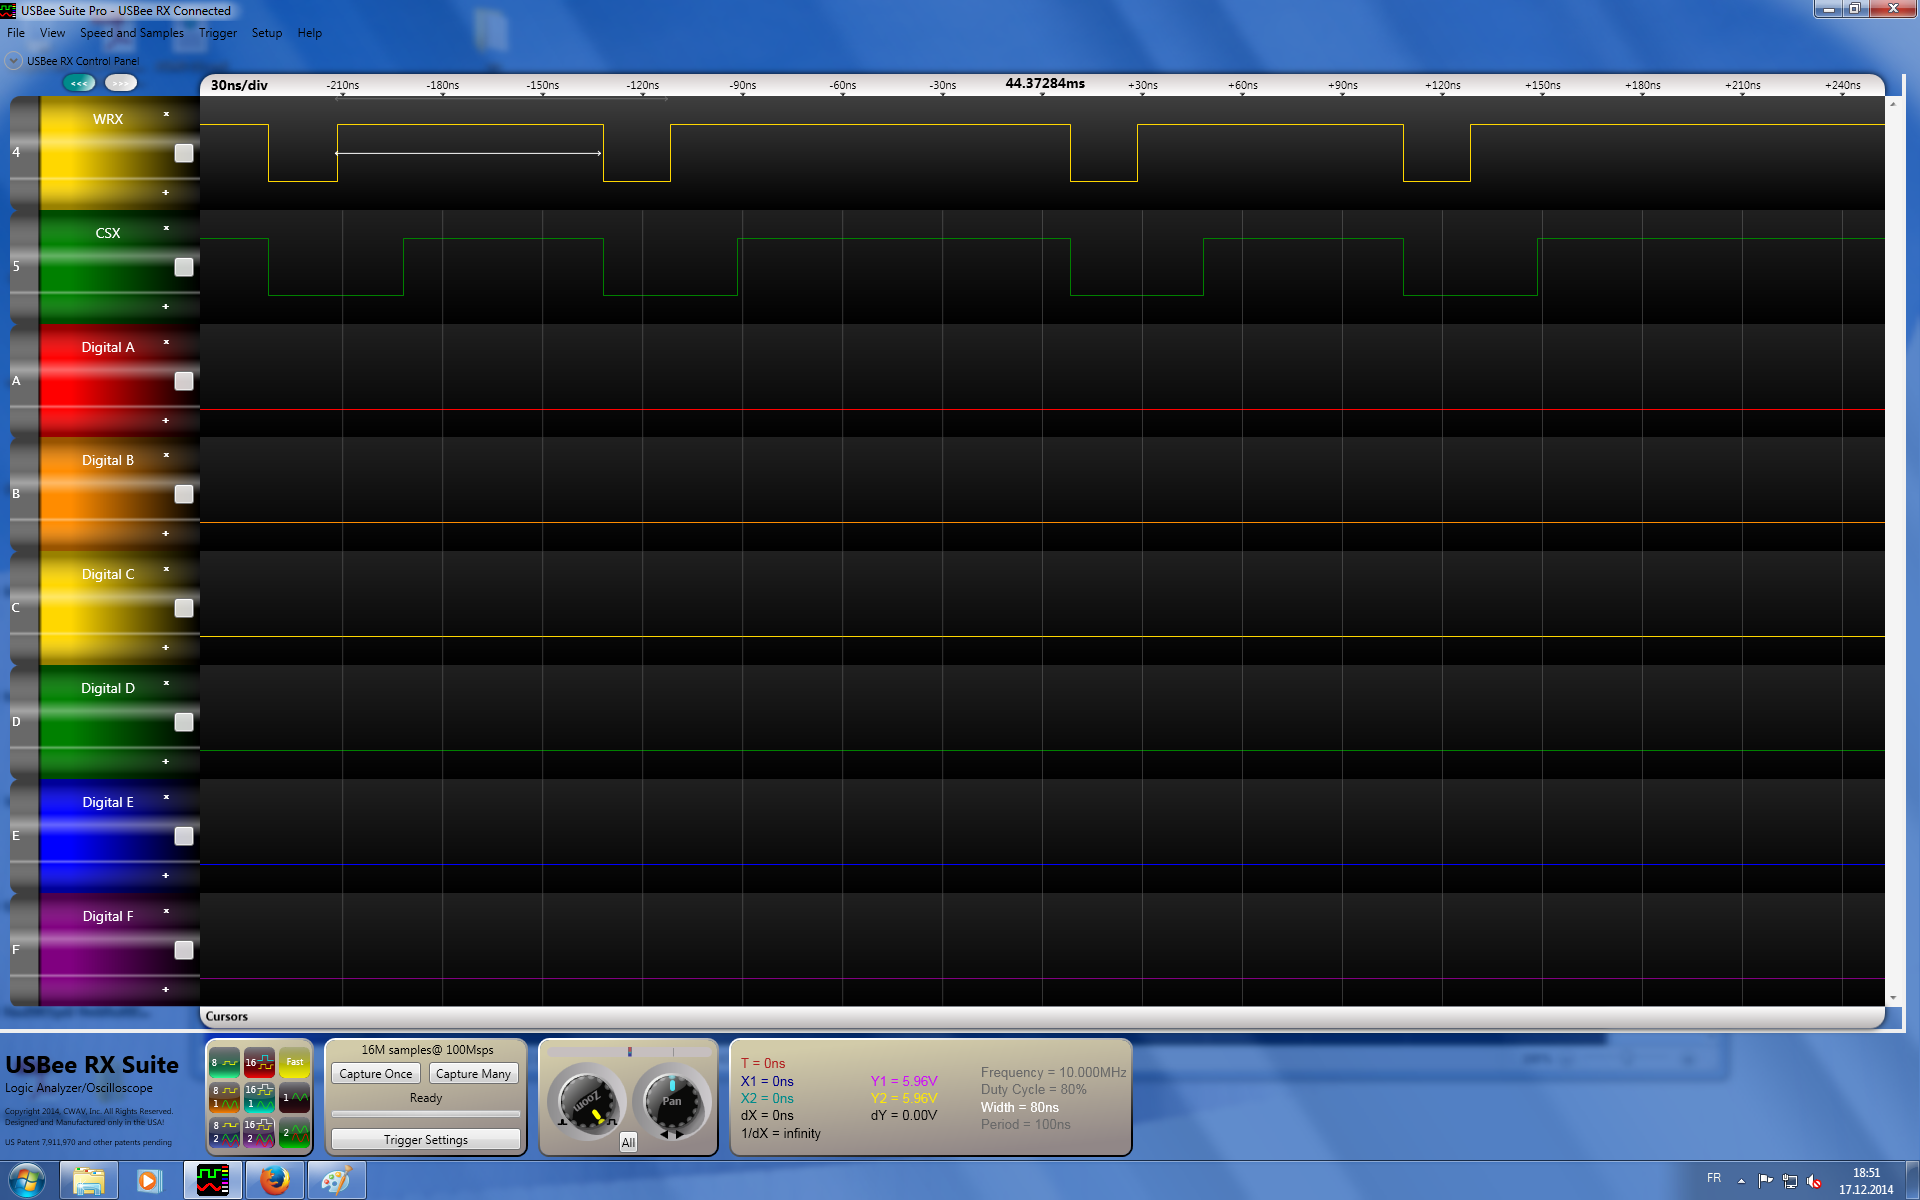 USBee Suite Pro - USBee RX Connected
File View Speed and Samples Trigger Setup Help
USBee RX Control Panel
<<< >>>
30ns/div -210ns -180ns -150ns -120ns -90ns -60ns -30ns 44.37284ms +30ns +60ns +90ns +120ns +150ns +180ns +210ns +240ns
WRX x
4
+
CSX x
5
+
Digital A x
A
+
Digital B x
B
+
Digital C x
C
+
Digital D x
D
+
Digital E x
E
+
Digital F x
F
+
Cursors
USBee RX Suite
Logic Analyzer/Oscilloscope
Copyright 2014, CWAV, Inc. All Rights Reserved.
Designed and Manufactured only in the USA!
US Patent 7,911,970 and other patents pending
8 16 Fast
8 1 16 1 1
8 2 16 2 2
16M samples@ 100Msps
Capture Once Capture Many
Ready
Trigger Settings
Zoom Pan
All
T = 0ns
X1 = 0ns Y1 = 5.96V
X2 = 0ns Y2 = 5.96V
dX = 0ns dY = 0.00V
1/dX = infinity
Frequency = 10.000MHz
Duty Cycle = 80%
Width = 80ns
Period = 100ns
FR
18:51
17.12.2014